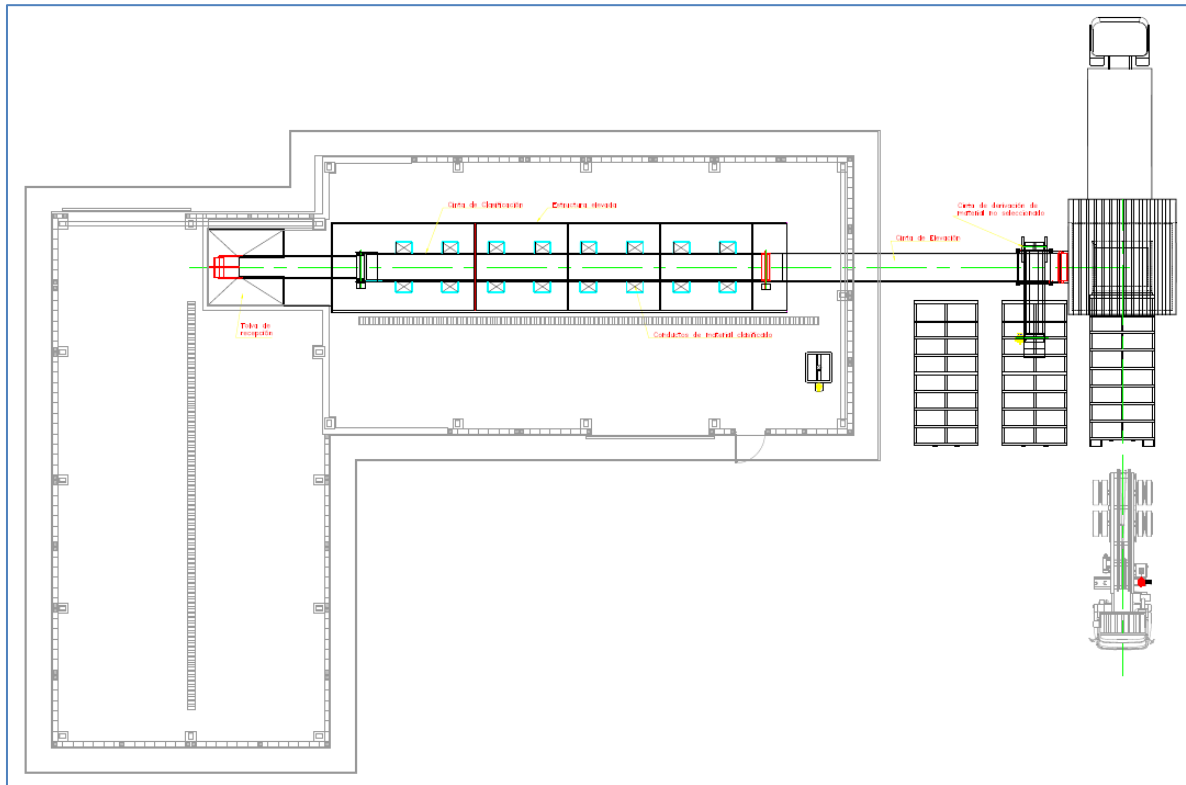 Cinta de Clasificación
Estructura elevada
Cinta de derivación de
material no seleccionado
Cinta de Elevación
Tolva de
recepción
Conductos de material clasificado